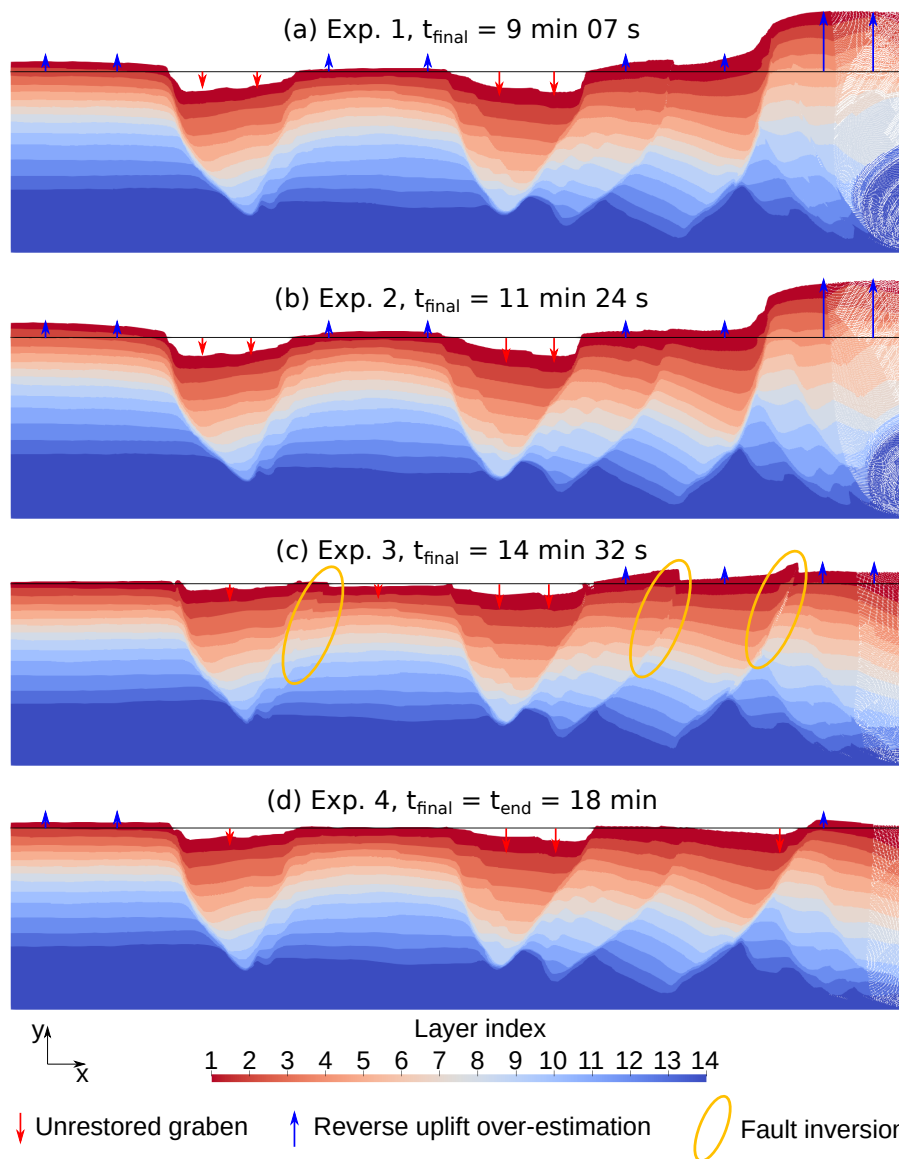 (a) Exp. 1, t_final = 9 min 07 s
(b) Exp. 2, t_final = 11 min 24 s
(c) Exp. 3, t_final = 14 min 32 s
(d) Exp. 4, t_final = t_end = 18 min
y
x
Layer index
1 2 3 4 5 6 7 8 9 10 11 12 13 14
Unrestored graben
Reverse uplift over-estimation
Fault inversion